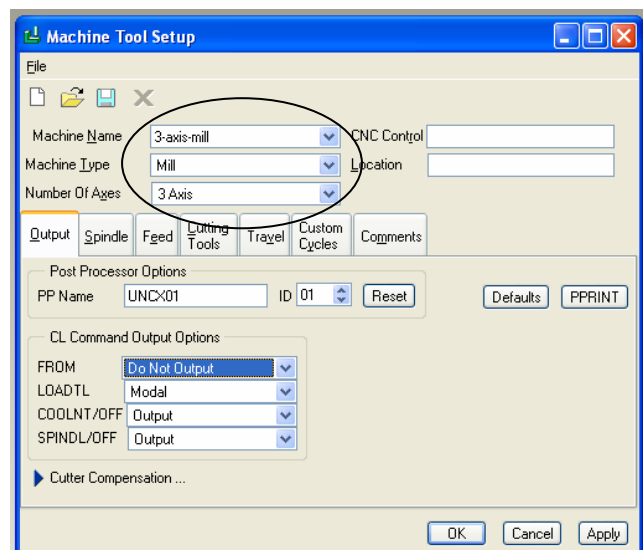 Machine Tool Setup
File
Machine Name 3-axis-mill CNC Control
Machine Type Mill Location
Number Of Axes 3 Axis
Output Spindle Feed Cutting Tools Travel Custom Cycles Comments
Post Processor Options
PP Name UNCX01 ID 01 Reset Defaults PPRINT
CL Command Output Options
FROM Do Not Output
LOADTL Modal
COOLNT/OFF Output
SPINDL/OFF Output
Cutter Compensation ...
OK Cancel Apply